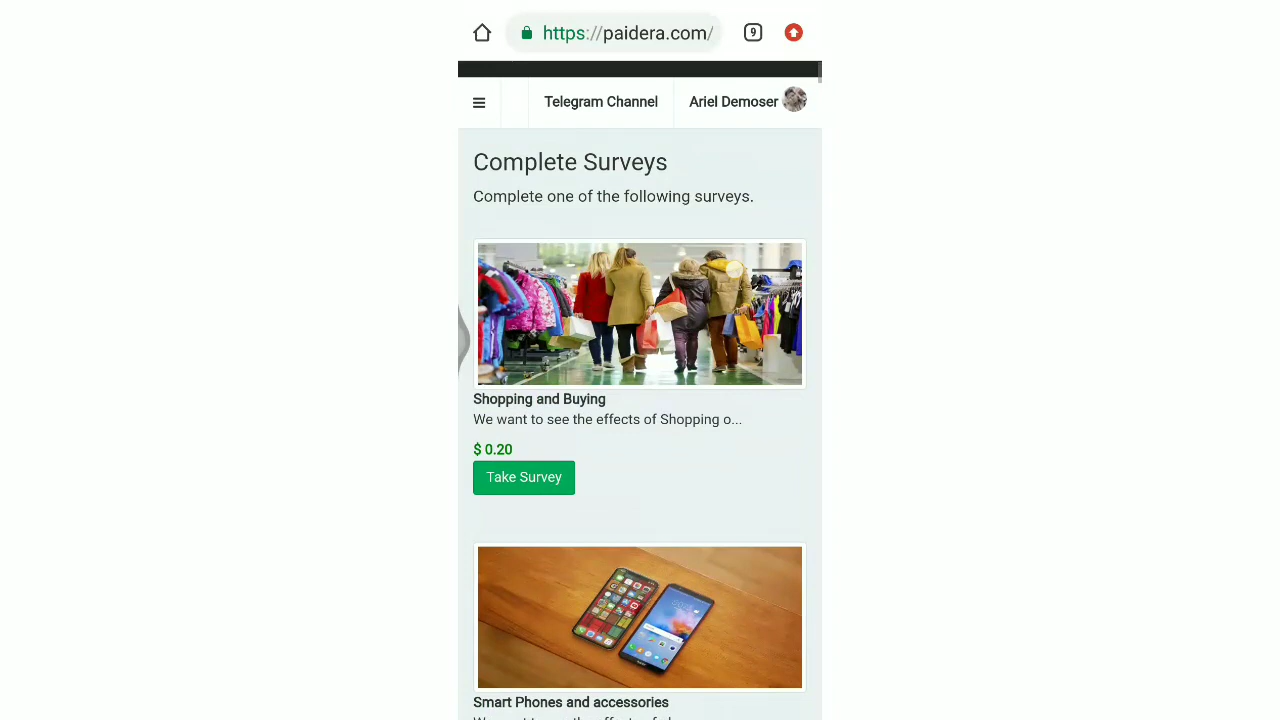 https://paidera.com/
9
Telegram Channel
Ariel Demoser
Complete Surveys
Complete one of the following surveys.
Shopping and Buying
We want to see the effects of Shopping o...
$ 0.20
Take Survey
Smart Phones and accessories